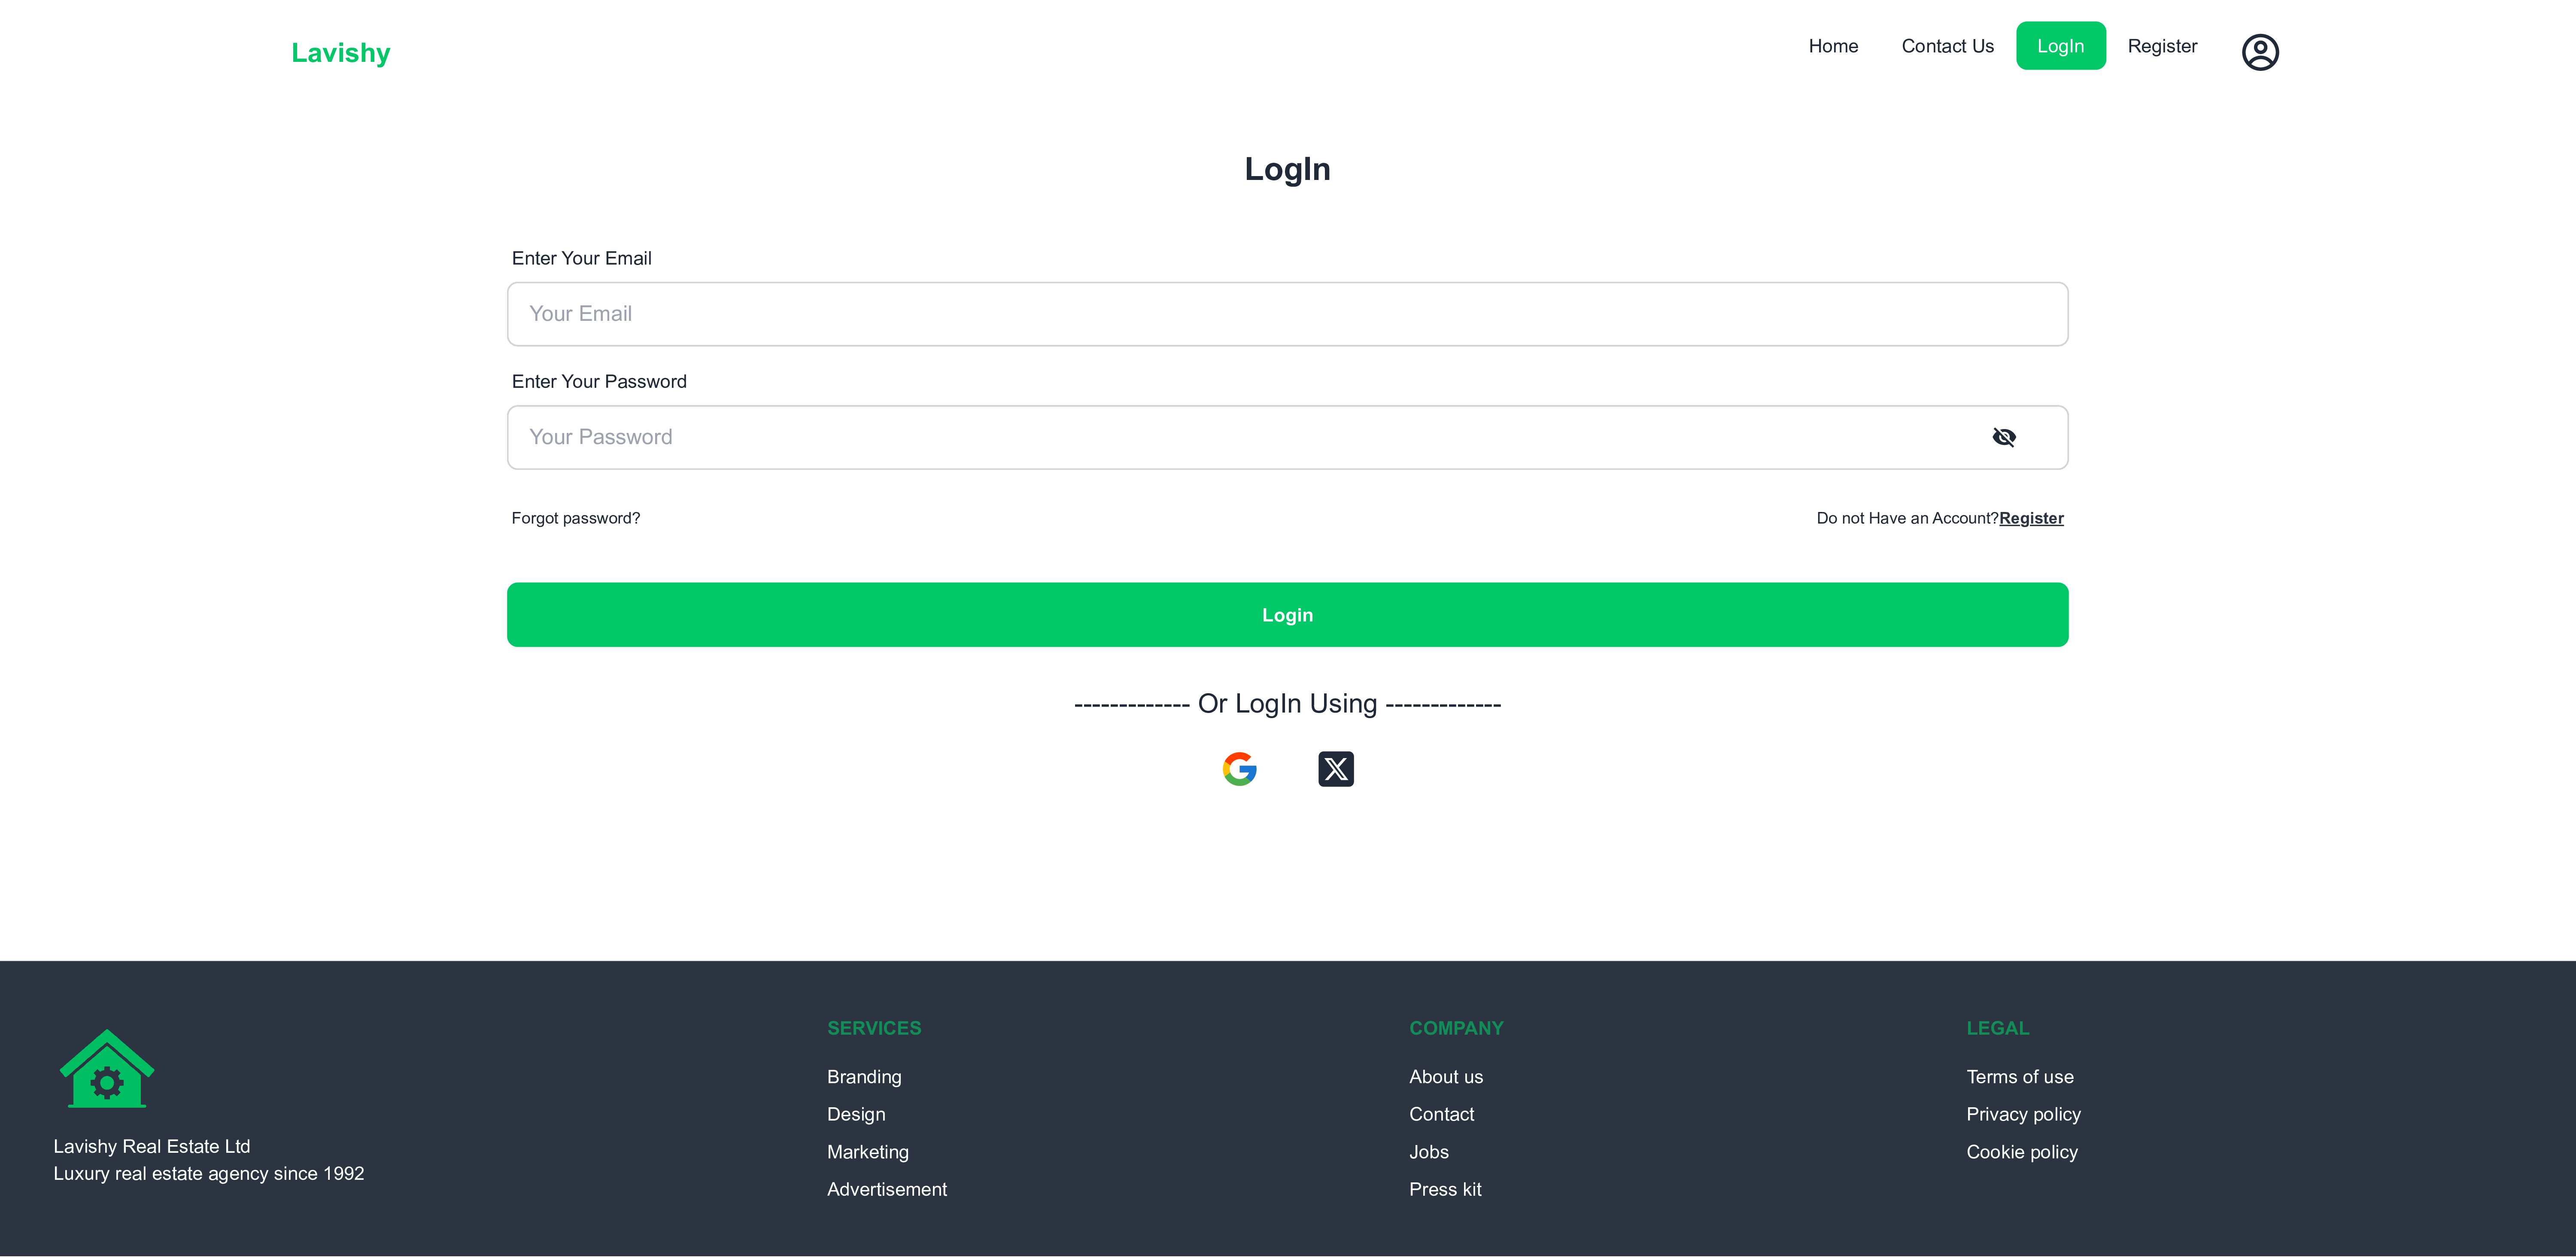 Lavishy
Home Contact Us LogIn Register
LogIn
Enter Your Email
Your Email
Enter Your Password
Your Password
Forgot password? Do not Have an Account?Register
Login
------------- Or LogIn Using -------------
Lavishy Real Estate Ltd
Luxury real estate agency since 1992
SERVICES
Branding
Design
Marketing
Advertisement
COMPANY
About us
Contact
Jobs
Press kit
LEGAL
Terms of use
Privacy policy
Cookie policy